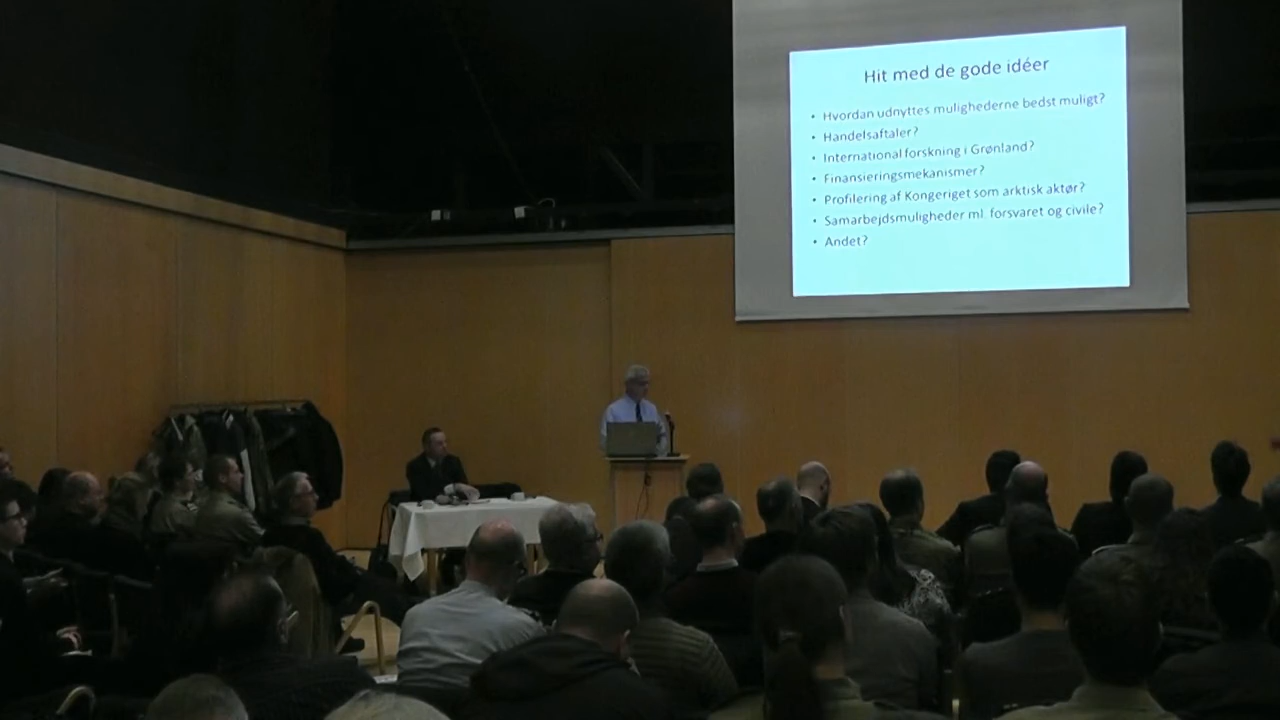 Hit med de gode idéer
• Hvordan udnyttes mulighederne bedst muligt?
• Handelsaftaler?
• International forskning i Grønland?
• Finansieringsmekanismer?
• Profilering af Kongeriget som arktisk aktør?
• Samarbejdsmuligheder ml. forsvaret og civile?
• Andet?